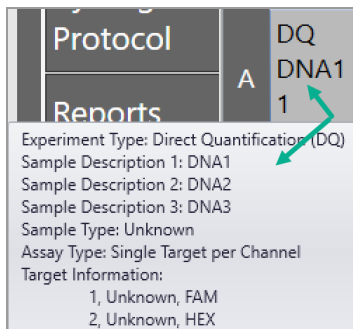 Protocol
DQ
DNA1
A
1
Reports
Experiment Type: Direct Quantification (DQ)
Sample Description 1: DNA1
Sample Description 2: DNA2
Sample Description 3: DNA3
Sample Type: Unknown
Assay Type: Single Target per Channel
Target Information:
1, Unknown, FAM
2, Unknown, HEX